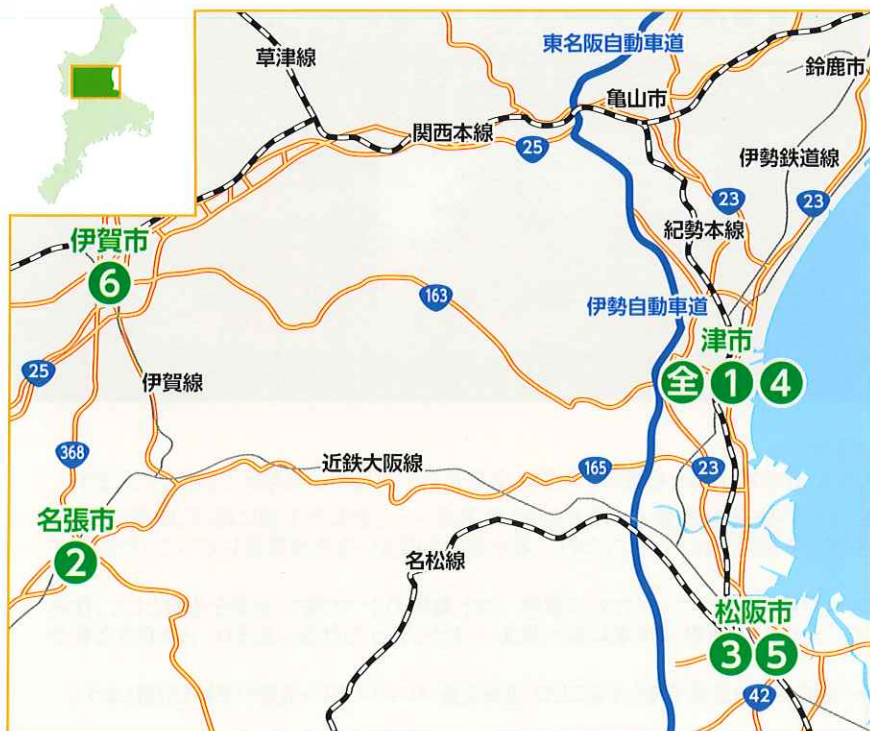 東名阪自動車道
草津線
鈴鹿市
亀山市
関西本線
25
伊勢鉄道線
23
23
紀勢本線
伊賀市
6
163
伊勢自動車道
津市
全 1 4
25
伊賀線
368
近鉄大阪線
165
23
名張市
2
名松線
松阪市
3 5
42